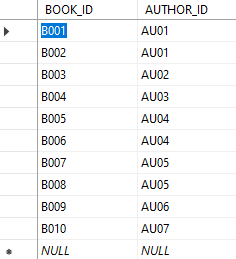 BOOK_ID AUTHOR_ID
B001 AU01
B002 AU01
B003 AU02
B004 AU03
B005 AU04
B006 AU04
B007 AU05
B008 AU05
B009 AU06
B010 AU07
NULL NULL